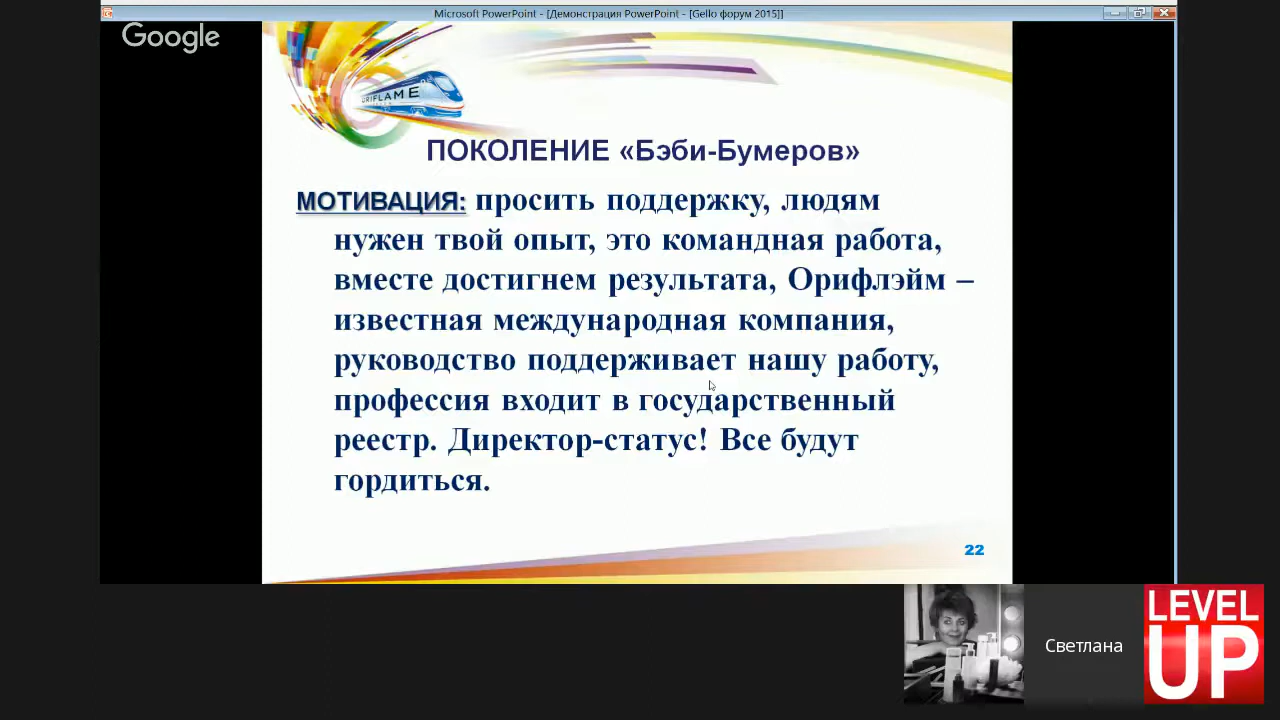 Microsoft PowerPoint - [Демонстрация PowerPoint - [Gello форум 2015]]
Google
ORIFLAME
ПОКОЛЕНИЕ «Бэби-Бумеров»
МОТИВАЦИЯ: просить поддержку, людям
нужен твой опыт, это командная работа,
вместе достигнем результата, Орифлэйм –
известная международная компания,
руководство поддерживает нашу работу,
профессия входит в государственный
реестр. Директор-статус! Все будут
гордиться.
22
Светлана
LEVEL
UP